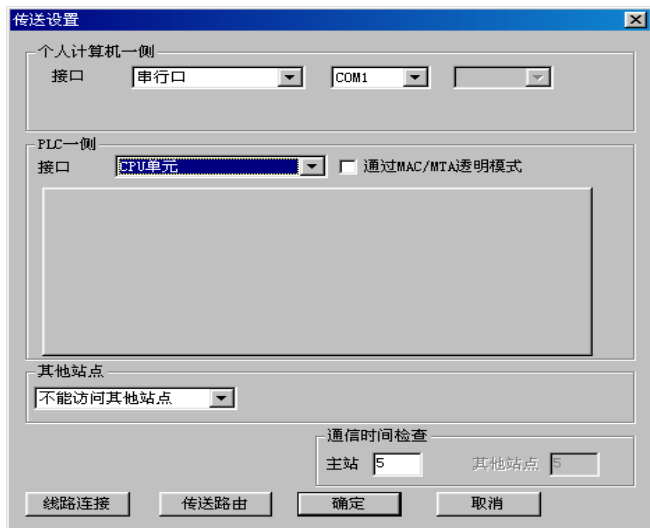 传送设置
个人计算机一侧
接口 串行口 COM1
PLC一侧
接口 CPU单元 通过MAC/MTA透明模式
其他站点
不能访问其他站点
通信时间检查
主站 5 其他站点 5
线路连接 传送路由 确定 取消